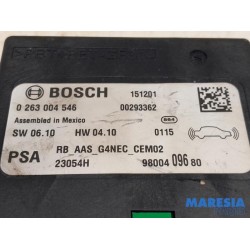 BOSCH
151201
0 263 004 546
00293362
Assembled in Mexico
664
SW 06.10 HW 04.10 0115
PSA
RB_AAS_G4NEC_CEM02
23054H
98004 096 80
MARESIA